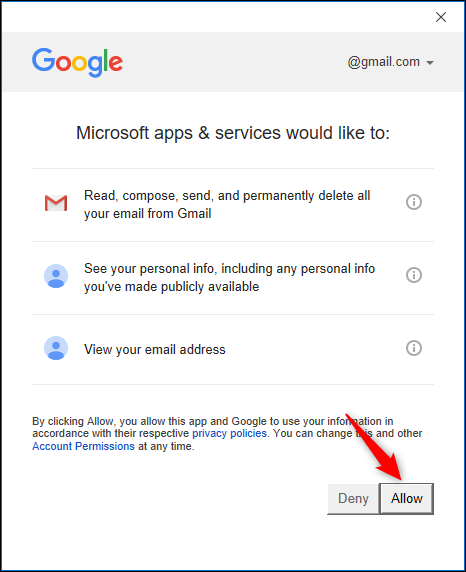 Google
@gmail.com
Microsoft apps & services would like to:
Read, compose, send, and permanently delete all
your email from Gmail
See your personal info, including any personal info
you've made publicly available
View your email address
By clicking Allow, you allow this app and Google to use your information in
accordance with their respective privacy policies. You can change this and other
Account Permissions at any time.
Deny
Allow